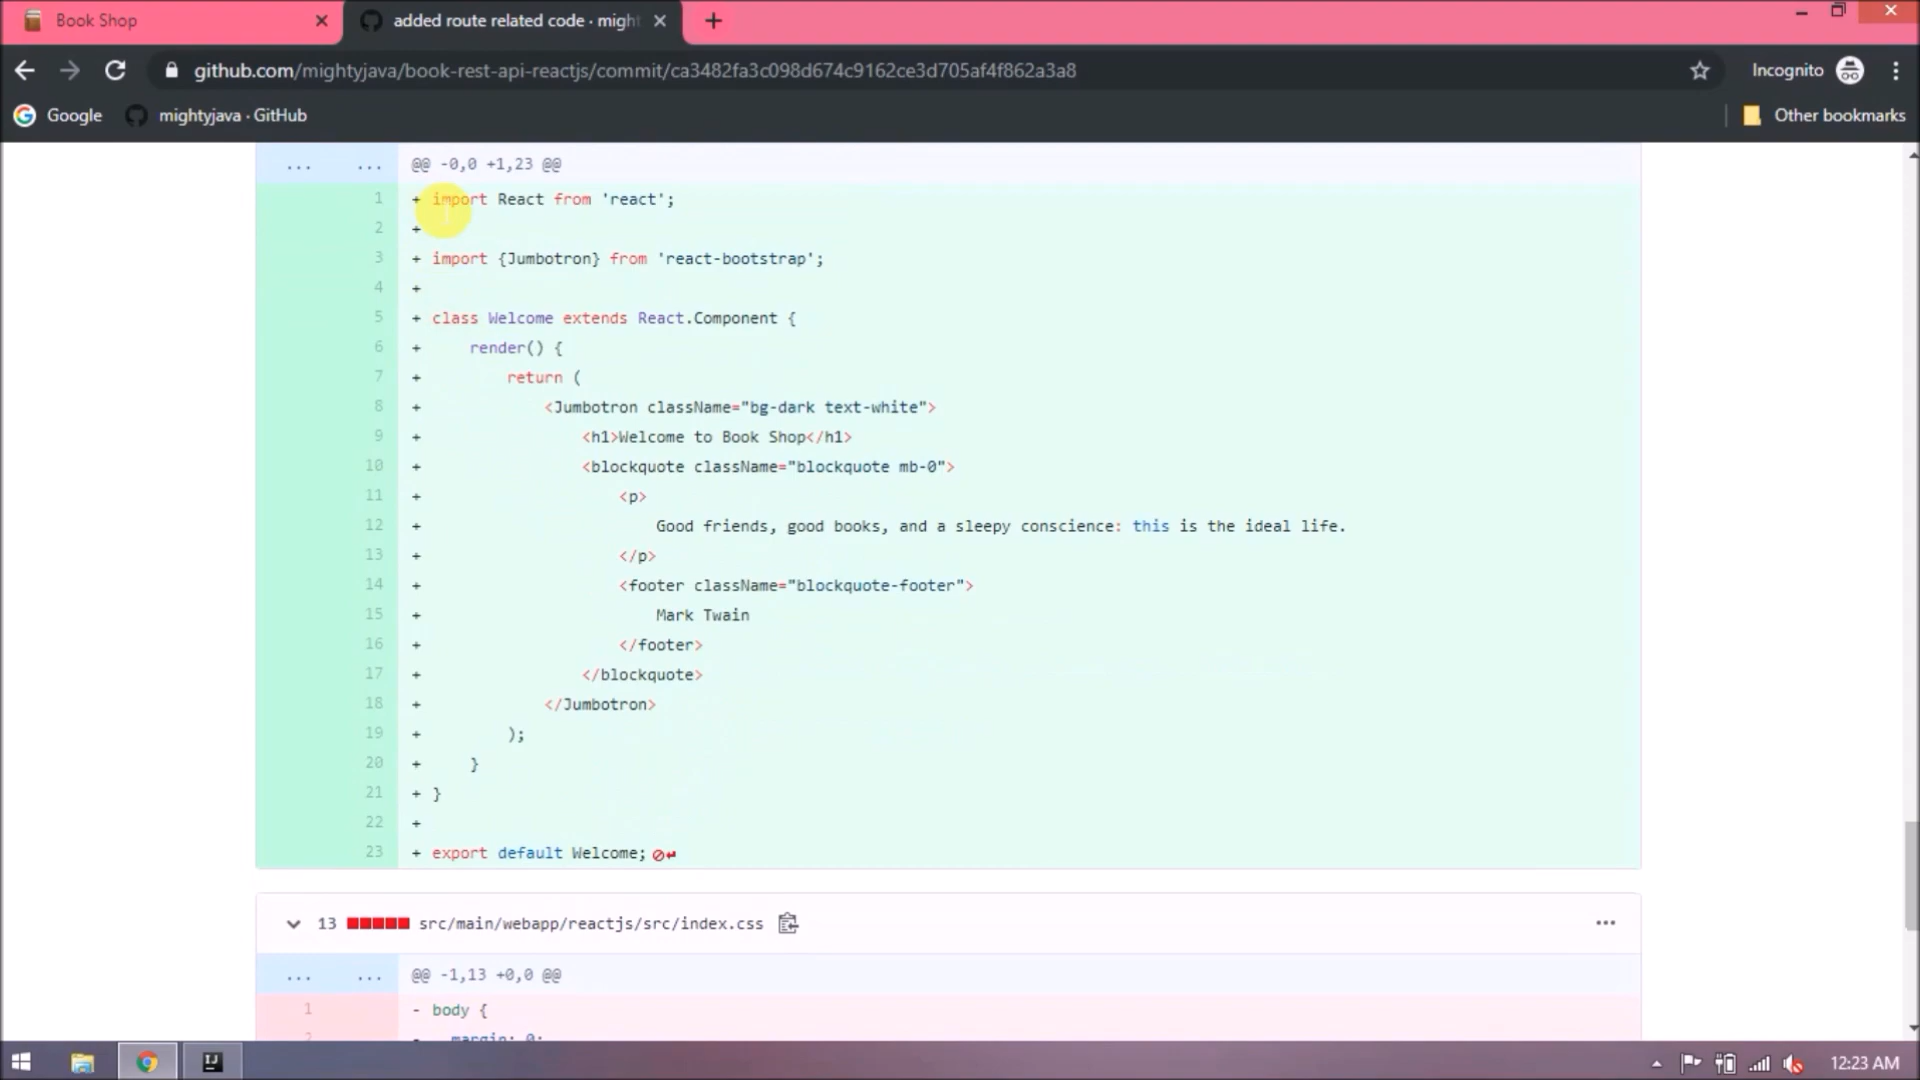 Book Shop
added route related code · might
github.com/mightyjava/book-rest-api-reactjs/commit/ca3482fa3c098d674c9162ce3d705af4f862a3a8
Incognito
Google
mightyjava · GitHub
Other bookmarks
... ... @@ -0,0 +1,23 @@
1 + import React from 'react';
2 +
3 + import {Jumbotron} from 'react-bootstrap';
4 +
5 + class Welcome extends React.Component {
6 + render() {
7 + return (
8 + <Jumbotron className="bg-dark text-white">
9 + <h1>Welcome to Book Shop</h1>
10 + <blockquote className="blockquote mb-0">
11 + <p>
12 + Good friends, good books, and a sleepy conscience: this is the ideal life.
13 + </p>
14 + <footer className="blockquote-footer">
15 + Mark Twain
16 + </footer>
17 + </blockquote>
18 + </Jumbotron>
19 + );
20 + }
21 + }
22 +
23 + export default Welcome;
13 src/main/webapp/reactjs/src/index.css
... ... @@ -1,13 +0,0 @@
1 - body {
2 - margin: 0;
12:23 AM